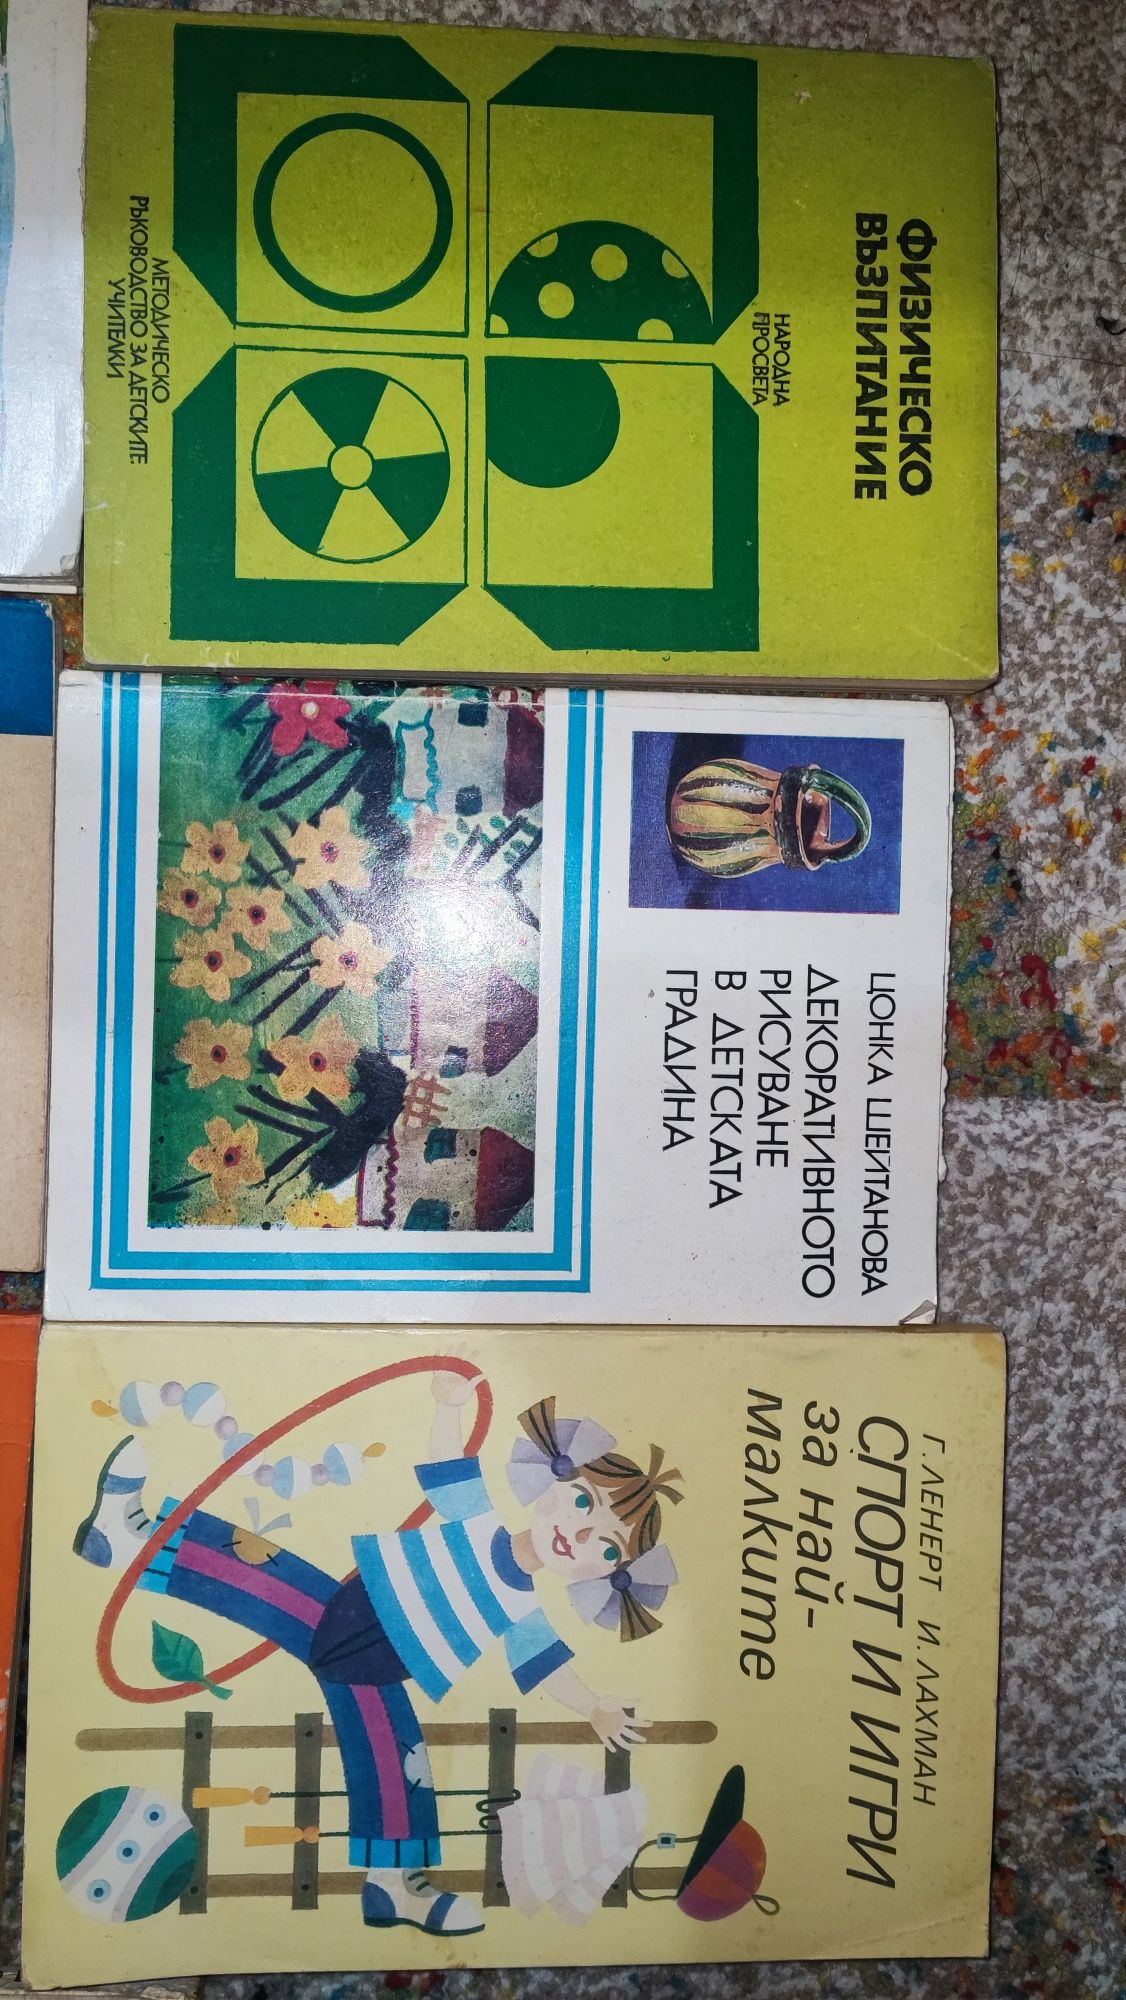 ФИЗИЧЕСКО
ВЪЗПИТАНИЕ
НАРОДНА
ПРОСВЕТА
МЕТОДИЧЕСКО
РЪКОВОДСТВО ЗА ДЕТСКИТЕ
УЧИТЕЛКИ
ЦОНКА ШЕЙТАНОВА
ДЕКОРАТИВНОТО
РИСУВАНЕ
В ДЕТСКАТА
ГРАДИНА
Г. ЛЕНЕРТ И. ЛАХМАН
СПОРТ И ИГРИ
за най-
малките